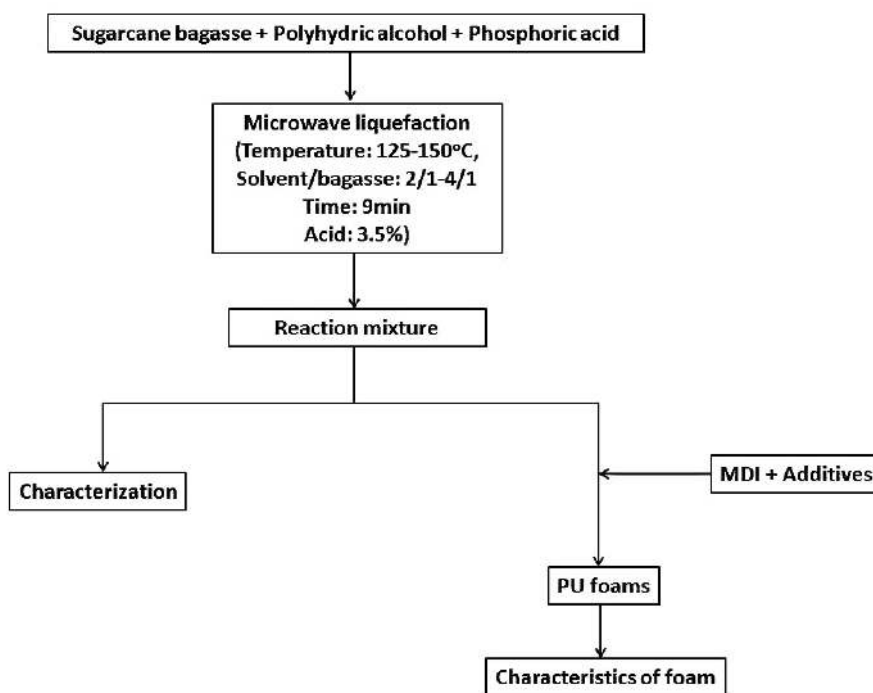 Sugarcane bagasse + Polyhydric alcohol + Phosphoric acid
Microwave liquefaction
(Temperature: 125-150°C,
Solvent/bagasse: 2/1-4/1
Time: 9min
Acid: 3.5%)
Reaction mixture
Characterization
MDI + Additives
PU foams
Characteristics of foam